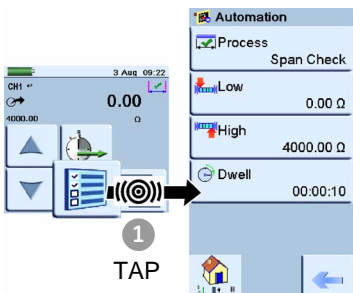 3 Aug 09:22
CH1
0.00
4000.00 Ω
1
TAP
Automation
Process
Span Check
Low
0.00 Ω
High
4000.00 Ω
Dwell
00:00:10